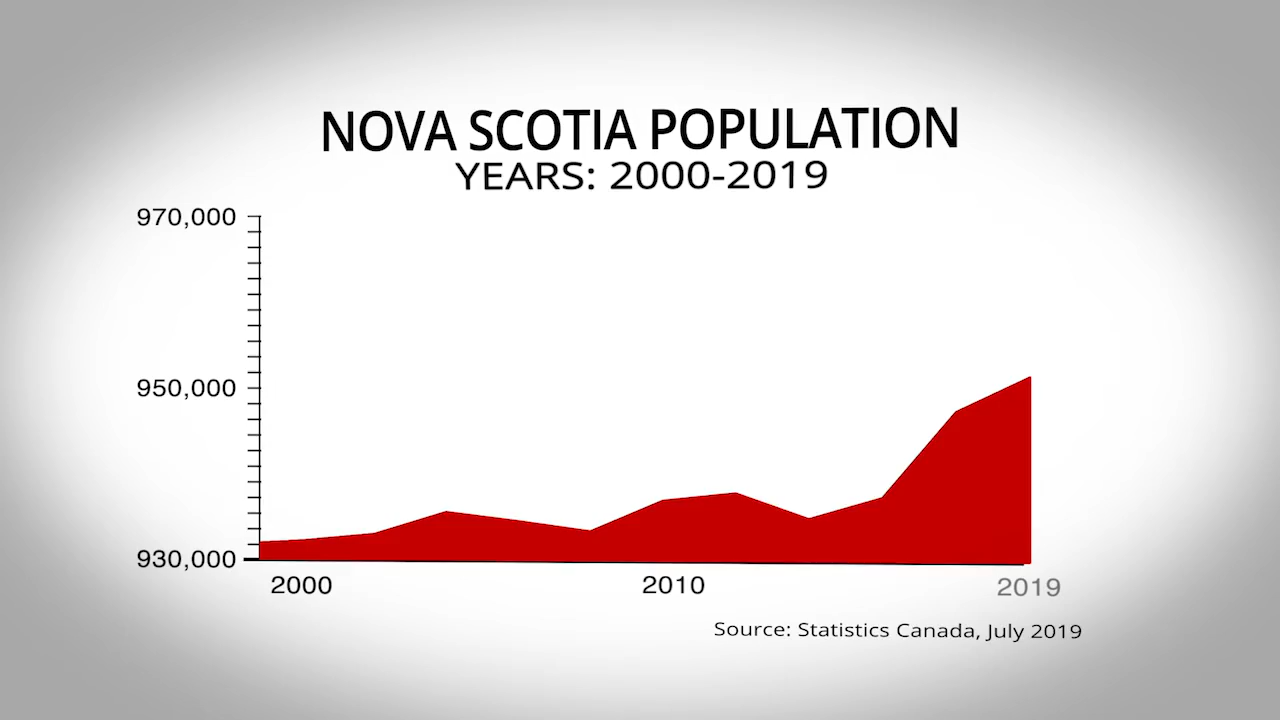 NOVA SCOTIA POPULATION
YEARS: 2000-2019
970,000
950,000
930,000
2000 2010 2019
Source: Statistics Canada, July 2019